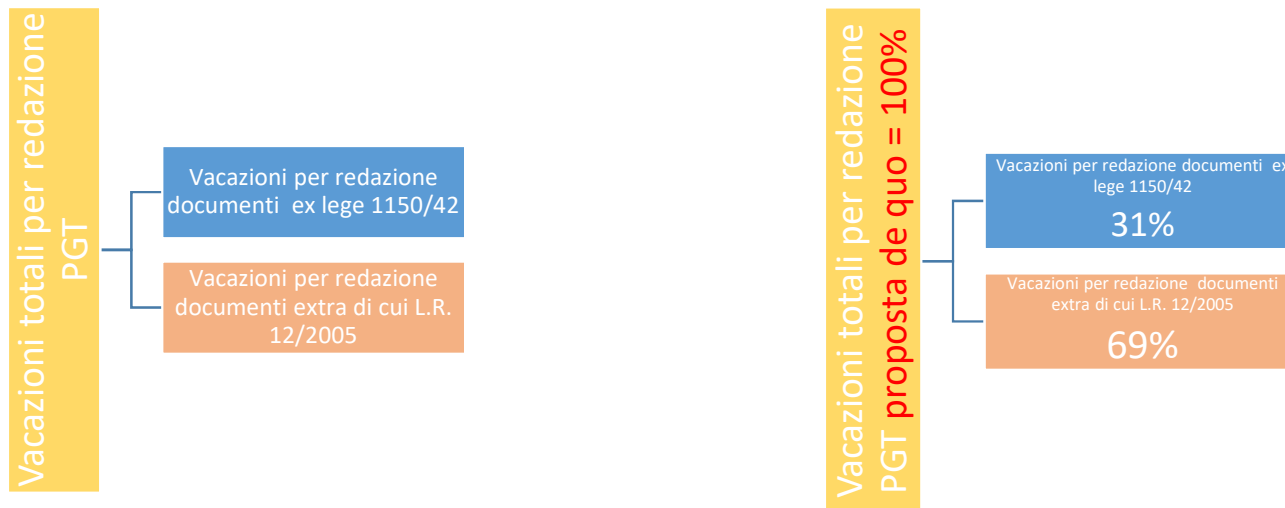 Vacazioni totali per redazione
PGT
Vacazioni per redazione
documenti ex lege 1150/42
Vacazioni per redazione
documenti extra di cui L.R.
12/2005
Vacazioni totali per redazione
PGT proposta de quo = 100%
Vacazioni per redazione documenti ex
lege 1150/42
31%
Vacazioni per redazione documenti
extra di cui L.R. 12/2005
69%